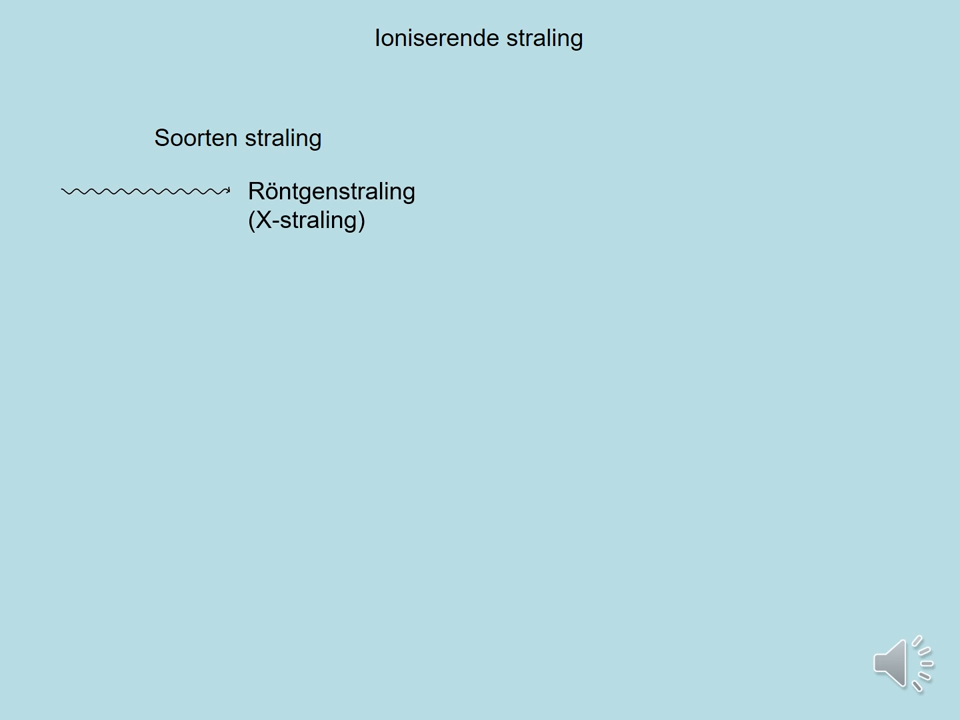 Ioniserende straling
Soorten straling
Röntgenstraling
(X-straling)